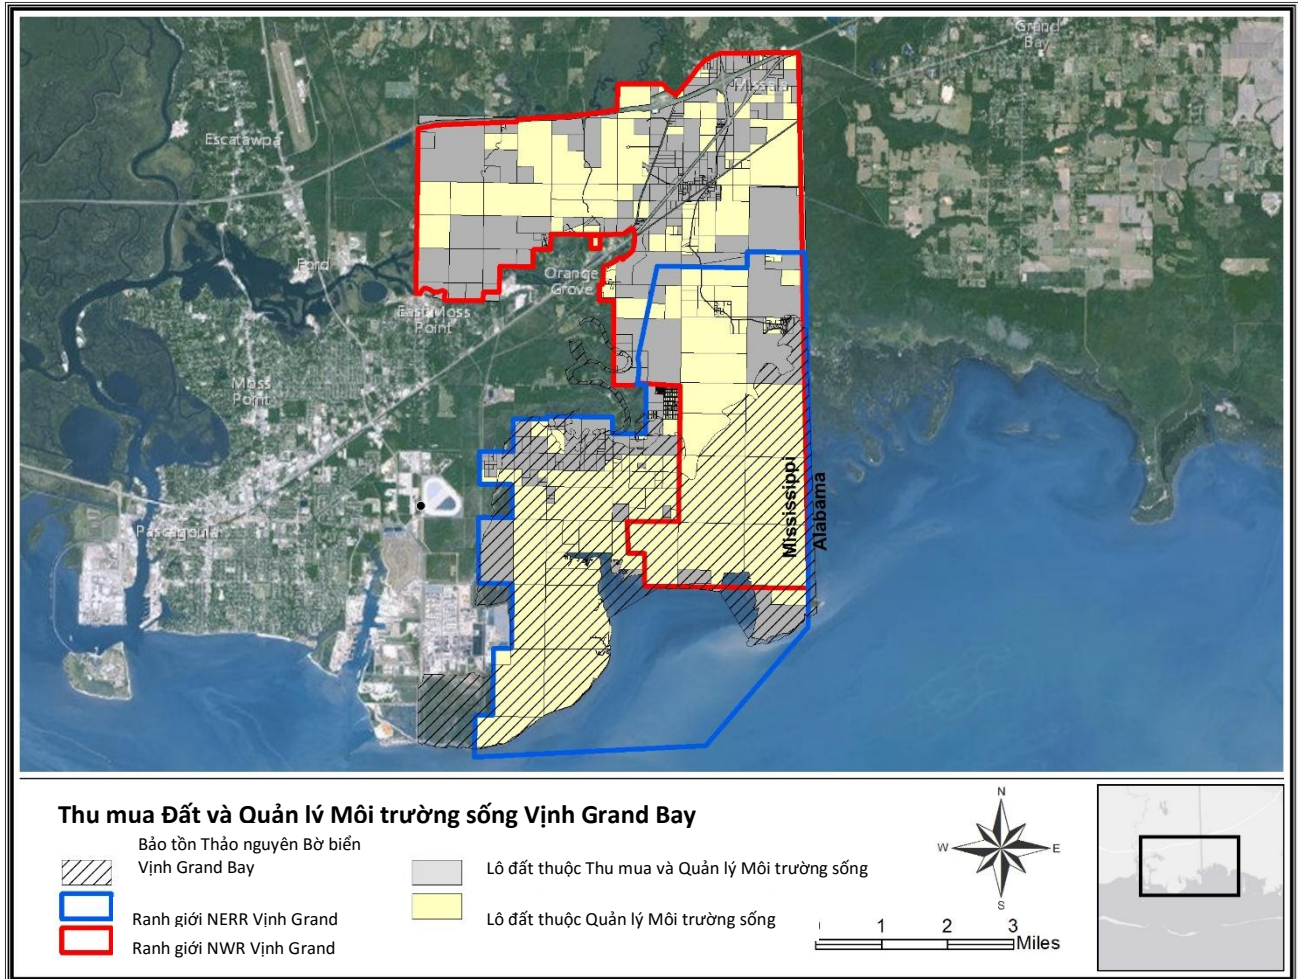 Grand
Bay
Missala
Escatawpa
Ford
Orange
Grove
East Moss
Point
Moss
Point
Pascagoula
Mississippi
Alabama
Thu mua Đất và Quản lý Môi trường sống Vịnh Grand Bay
Bảo tồn Thảo nguyên Bờ biển
Vịnh Grand Bay
Ranh giới NERR Vịnh Grand
Ranh giới NWR Vịnh Grand
Lô đất thuộc Thu mua và Quản lý Môi trường sống
Lô đất thuộc Quản lý Môi trường sống
N
W E
S
1 2 3
Miles